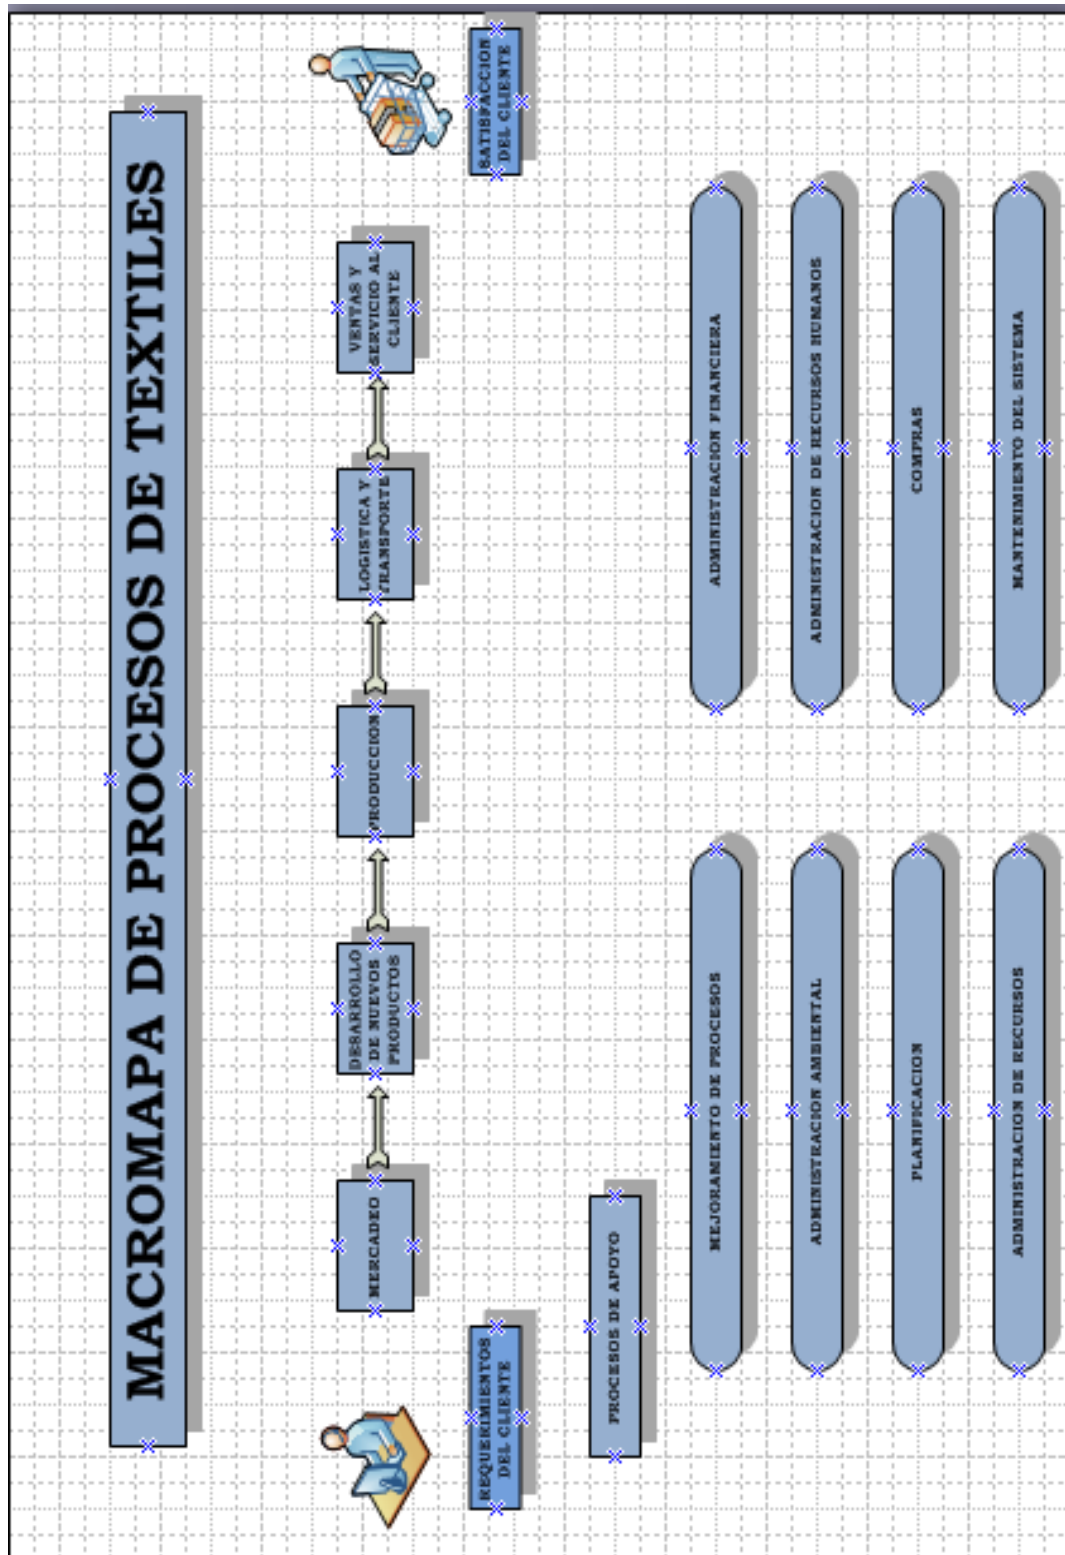 MACROMAPA DE PROCESOS DE TEXTILES
MERCADEO
DESARROLLO
DE NUEVOS
PRODUCTOS
PRODUCCION
LOGISTICA Y
TRANSPORTE
VENTAS Y
SERVICIO AL
CLIENTE
REQUERIMIENTOS
DEL CLIENTE
SATISFACCION
DEL CLIENTE
PROCESOS DE APOYO
MEJORAMIENTO DE PROCESOS
ADMINISTRACION FINANCIERA
ADMINISTRACION AMBIENTAL
ADMINISTRACION DE RECURSOS HUMANOS
PLANIFICACION
COMPRAS
ADMINISTRACION DE RECURSOS
MANTENIMIENTO DEL SISTEMA